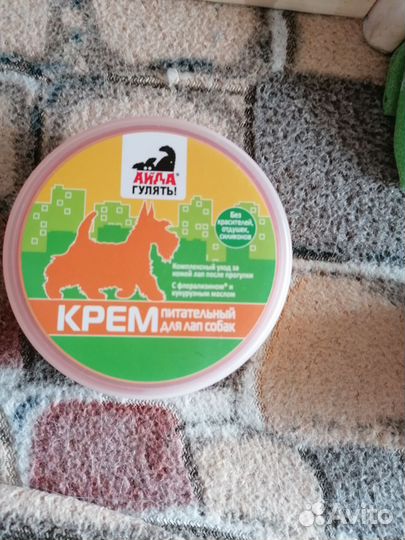 АЙДА
ГУЛЯТЬ!
Без
красителей,
отдушек,
силиконов
Комплексный уход за
кожей лап после прогулки
С флорализином® и
кукурузным маслом
КРЕМ питательный
для лап собак
Avito